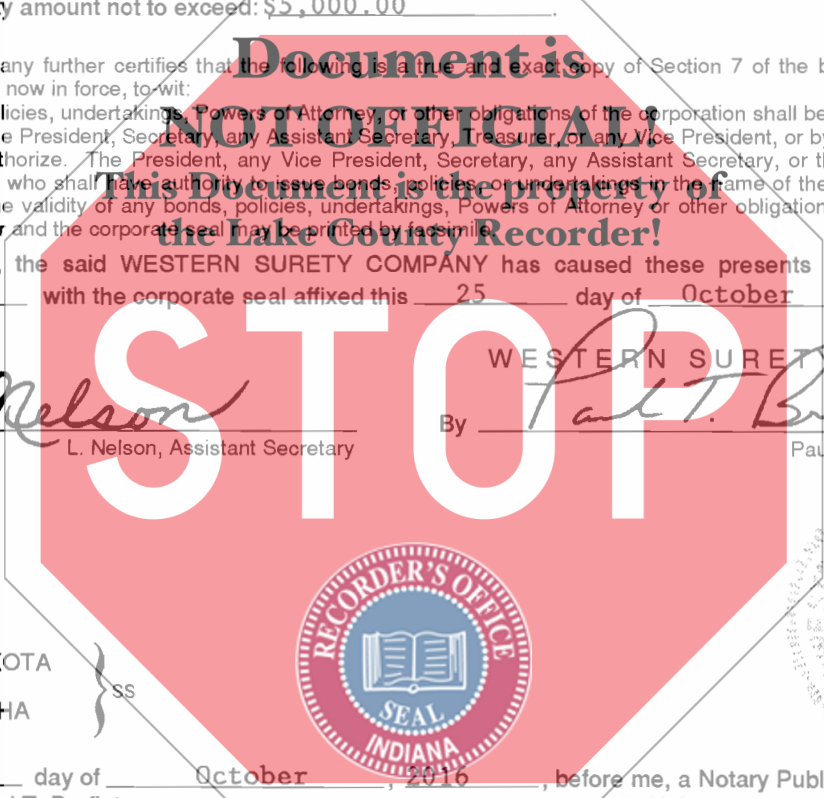 y amount not to exceed: $5,000.00
any further certifies that the following is a true and exact copy of Section 7 of the b
now in force, to-wit:
licies, undertakings, Powers of Attorney, or other obligations of the corporation shall be
e President, Secretary, any Assistant Secretary, Treasurer, or any Vice President, or by
thorize. The President, any Vice President, Secretary, any Assistant Secretary, or th
who shall have authority to issue bonds, policies, or undertakings in the name of the
e validity of any bonds, policies, undertakings, Powers of Attorney or other obligation
r and the corporate seal may be printed by facsimile.
Document is
NOT OFFICIAL!
This Document is the property of
the Lake County Recorder!
, the said WESTERN SURETY COMPANY has caused these presents
with the corporate seal affixed this 25 day of October
STOP
WESTERN SURETY
Nelson
Paul T. Br
By
L. Nelson, Assistant Secretary
Pau
RECORDER'S OFFICE
SEAL
INDIANA
OTA
HA
SS
day of October, 2016, before me, a Notary Publ